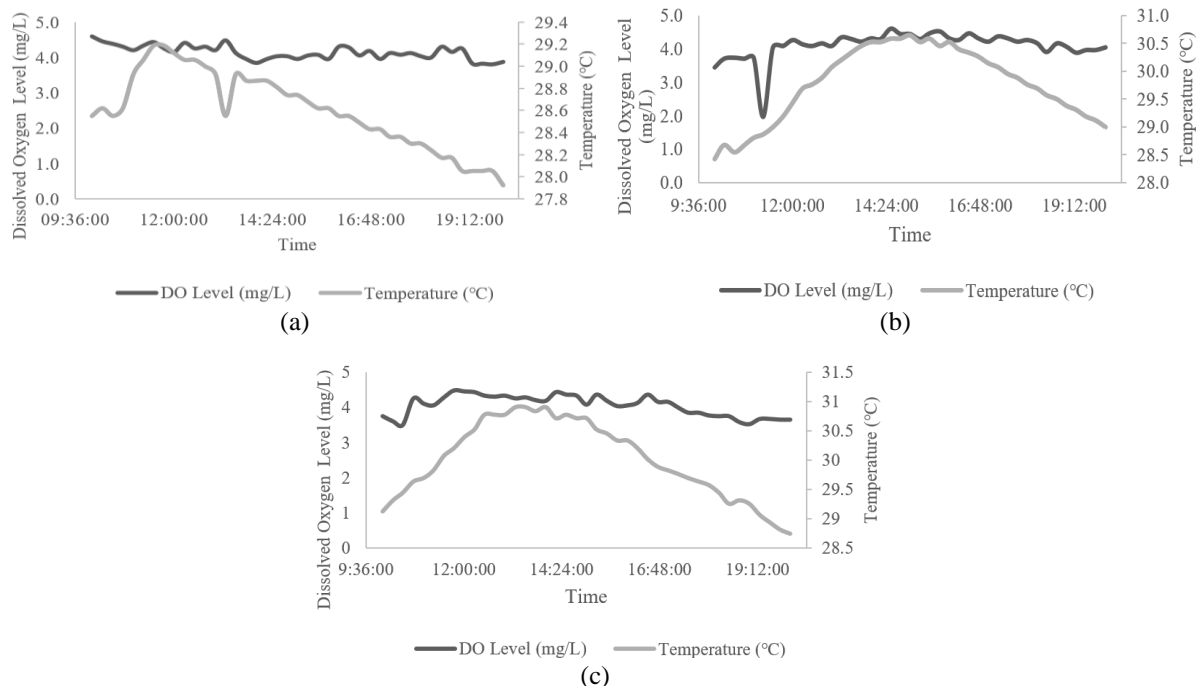 Dissolved Oxygen Level (mg/L)
5.0
4.0
3.0
2.0
1.0
0.0
29.4
29.2
29.0
28.8
28.6
28.4
28.2
28.0
27.8
Temperature (°C)
09:36:00 12:00:00 14:24:00 16:48:00 19:12:00
Time
DO Level (mg/L) Temperature (°C)
(a)
Dissolved Oxygen Level
(mg/L)
5.0
4.0
3.0
2.0
1.0
0.0
31.0
30.5
30.0
29.5
29.0
28.5
28.0
Temperature (°C)
9:36:00 12:00:00 14:24:00 16:48:00 19:12:00
Time
DO Level (mg/L) Temperature (°C)
(b)
Dissolved Oxygen Level (mg/L)
5
4
3
2
1
0
31.5
31
30.5
30
29.5
29
28.5
Temperature (°C)
9:36:00 12:00:00 14:24:00 16:48:00 19:12:00
Time
DO Level (mg/L) Temperature (°C)
(c)